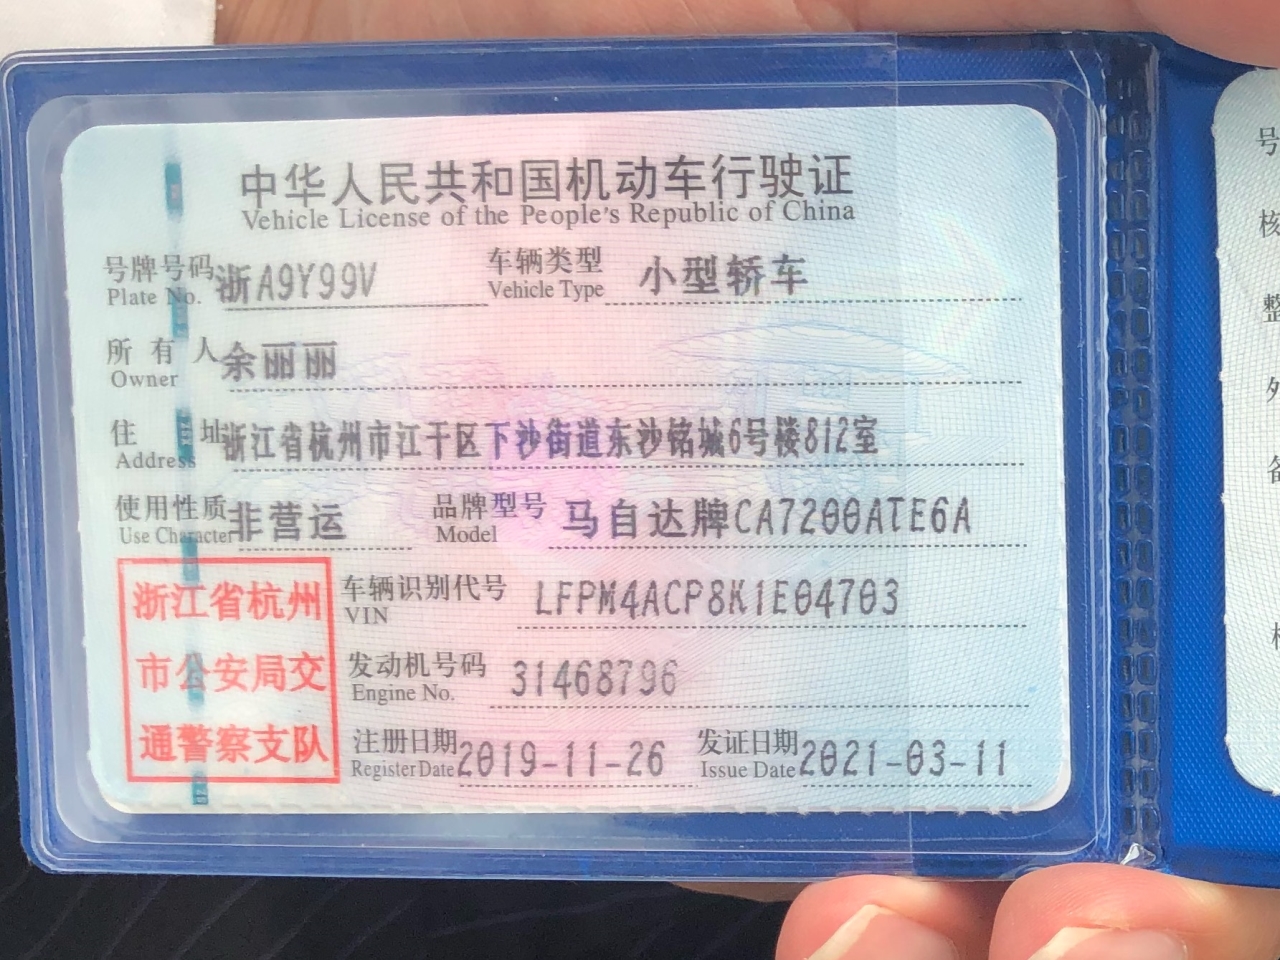 中华人民共和国机动车行驶证
Vehicle License of the People's Republic of China
号牌号码 浙A9Y99V 车辆类型 小型轿车
Plate No. Vehicle Type
所有人 余丽丽
Owner
住址 浙江省杭州市江干区下沙街道东沙铭城6号楼812室
Address
使用性质 非营运 品牌型号 马自达牌CA7200ATE6A
Use Character Model
浙江省杭州
市公安局交
通警察支队
车辆识别代号 LFPM4ACP8K1E04703
VIN
发动机号码 31468796
Engine No.
注册日期 2019-11-26 发证日期 2021-03-11
Register Date Issue Date
号
核
整
外
备